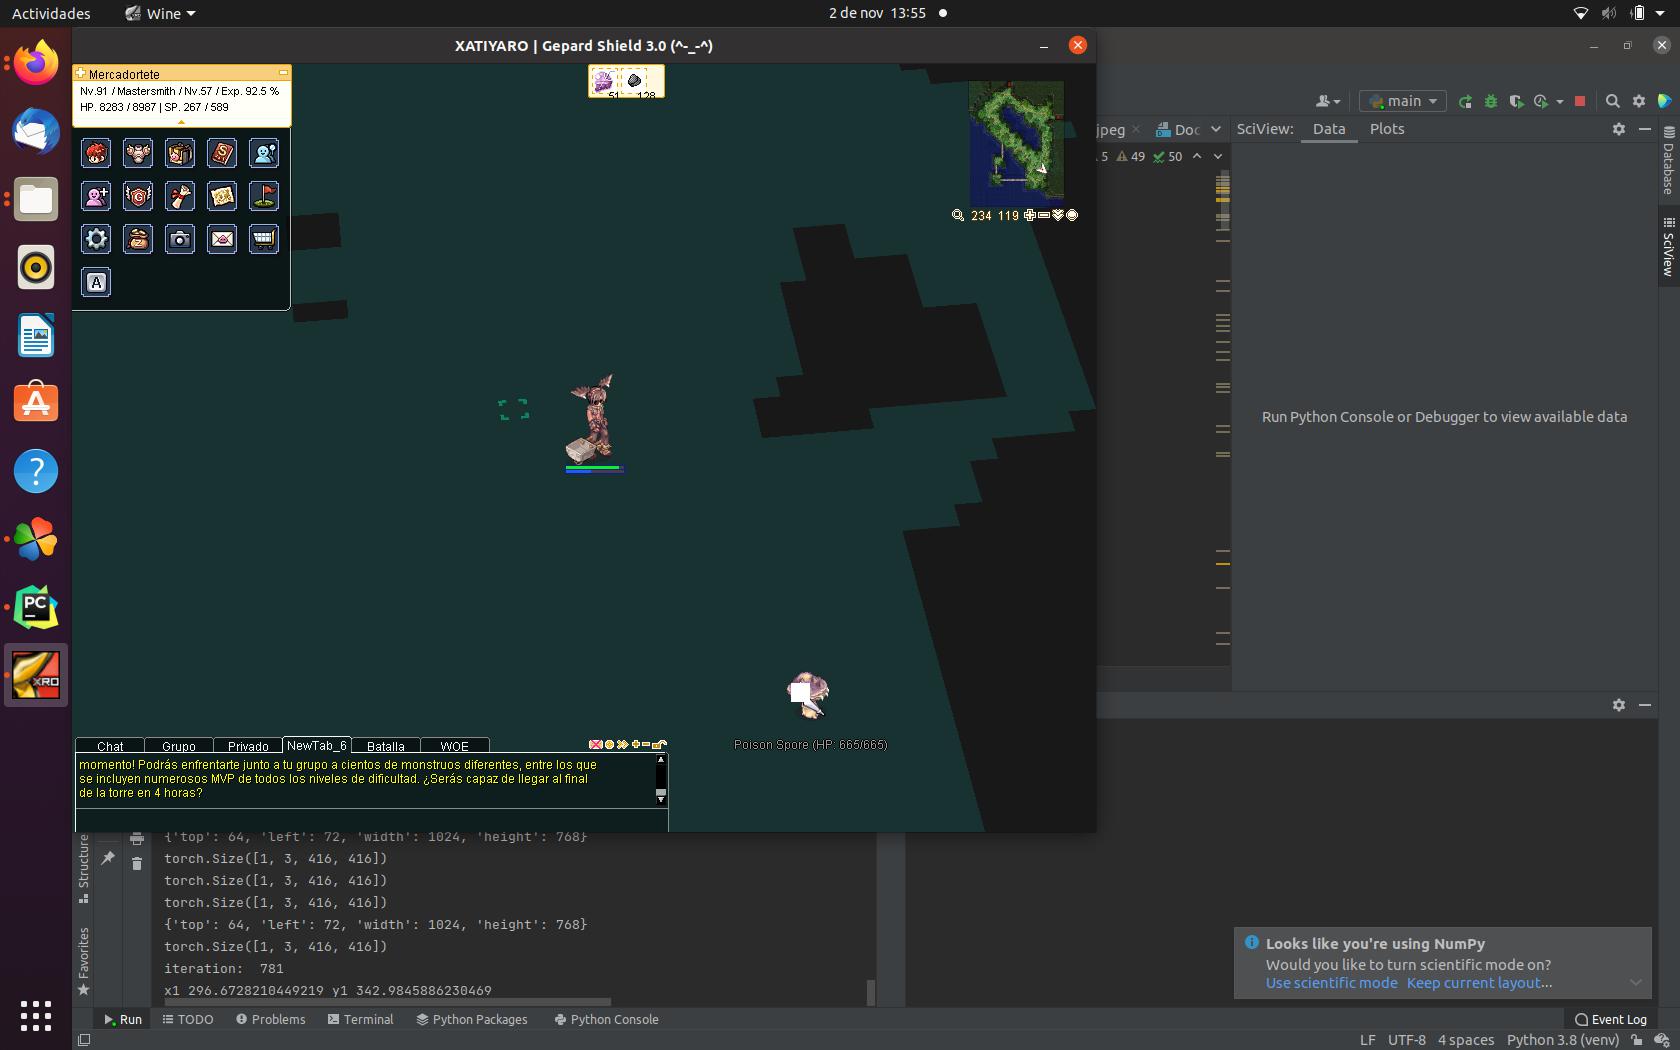 Actividades
Wine
2 de nov 13:55
XATIYARO | Gepard Shield 3.0 (^-_-^)
Mercadortete
Nv.91 / Mastersmith / Nv.57 / Exp. 92.5 %
HP. 8283 / 8987 | SP. 267 / 589
51 128
A
234 119
main
jpeg
Doc
SciView:
Data
Plots
5
49
50
Database
SciView
Run Python Console or Debugger to view available data
PC
XRO
Poison Spore (HP: 665/665)
Chat
Grupo
Privado
NewTab_6
Batalla
WOE
momento! Podrás enfrentarte junto a tu grupo a cientos de monstruos diferentes, entre los que
se incluyen numerosos MVP de todos los niveles de dificultad. ¿Serás capaz de llegar al final
de la torre en 4 horas?
{'top': 64, 'left': 72, 'width': 1024, 'height': 768}
torch.Size([1, 3, 416, 416])
torch.Size([1, 3, 416, 416])
torch.Size([1, 3, 416, 416])
{'top': 64, 'left': 72, 'width': 1024, 'height': 768}
torch.Size([1, 3, 416, 416])
iteration:  781
x1 296.6728210449219 y1 342.9845886230469
Structure
Favorites
Looks like you're using NumPy
Would you like to turn scientific mode on?
Use scientific mode Keep current layout...
Run
TODO
Problems
Terminal
Python Packages
Python Console
Event Log
LF UTF-8 4 spaces Python 3.8 (venv)